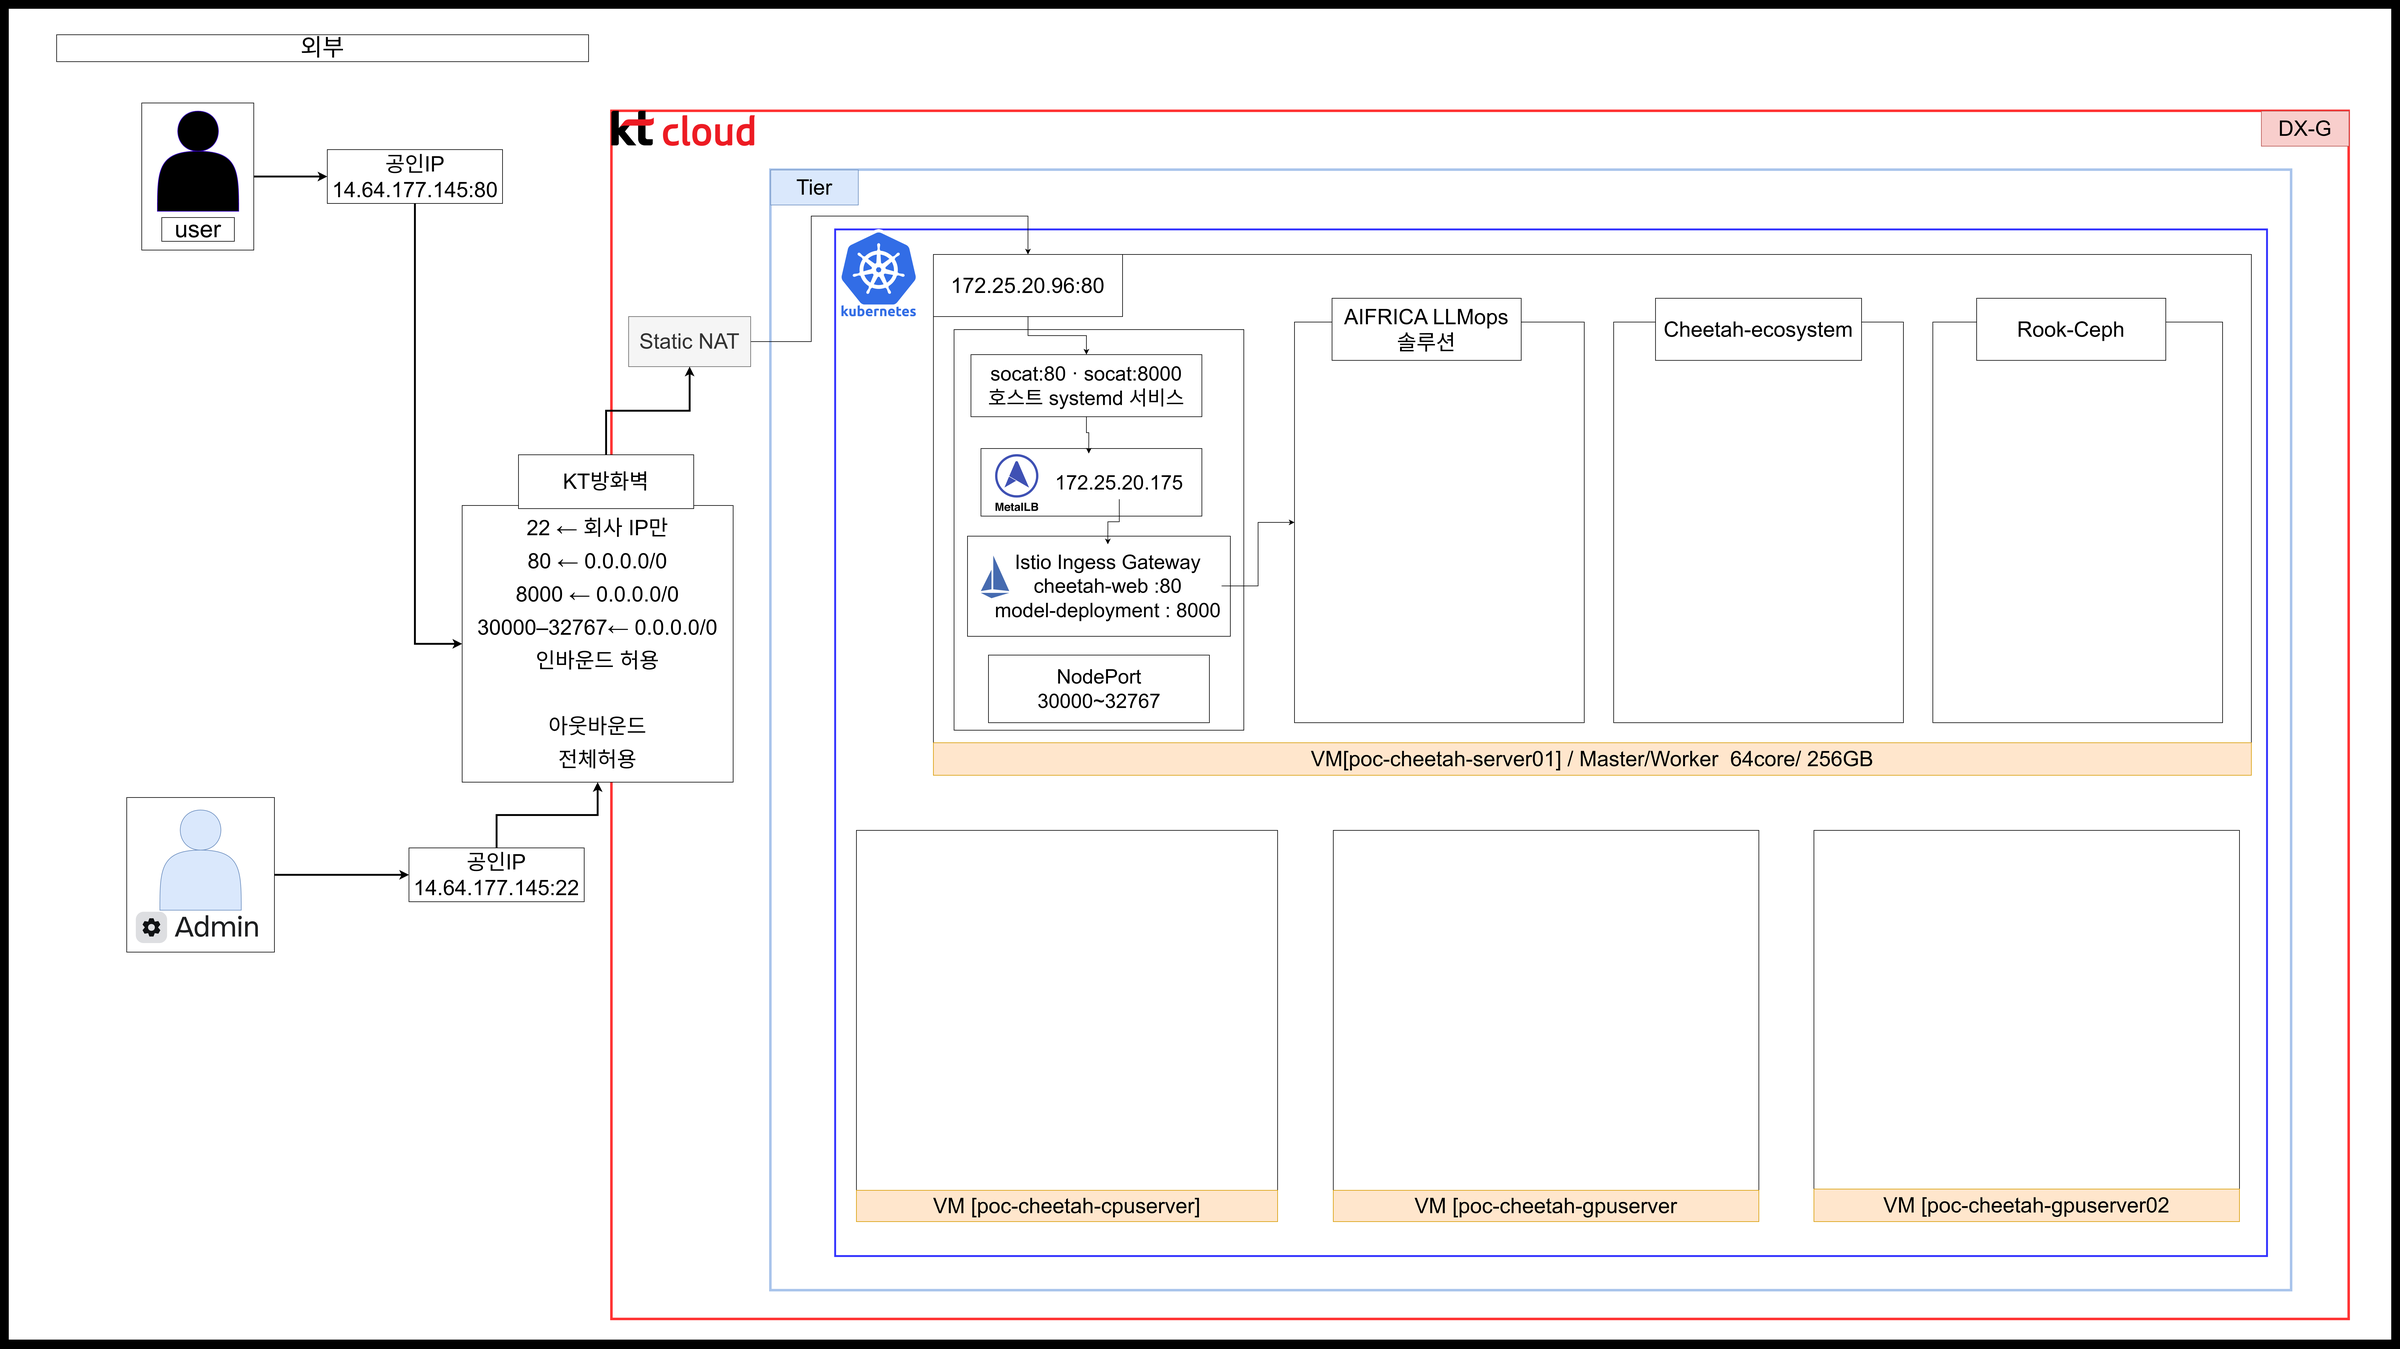 외부
user
공인IP
14.64.177.145:80
kt cloud
DX-G
Tier
kubernetes
172.25.20.96:80
Static NAT
socat:80 · socat:8000
호스트 systemd 서비스
MetalLB
172.25.20.175
Istio Ingess Gateway
cheetah-web :80
model-deployment : 8000
NodePort
30000~32767
AIFRICA LLMops
솔루션
Cheetah-ecosystem
Rook-Ceph
VM[poc-cheetah-server01] / Master/Worker  64core/ 256GB
KT방화벽
22 ← 회사 IP만
80 ← 0.0.0.0/0
8000 ← 0.0.0.0/0
30000–32767← 0.0.0.0/0
인바운드 허용
아웃바운드
전체허용
Admin
공인IP
14.64.177.145:22
VM [poc-cheetah-cpuserver]
VM [poc-cheetah-gpuserver
VM [poc-cheetah-gpuserver02